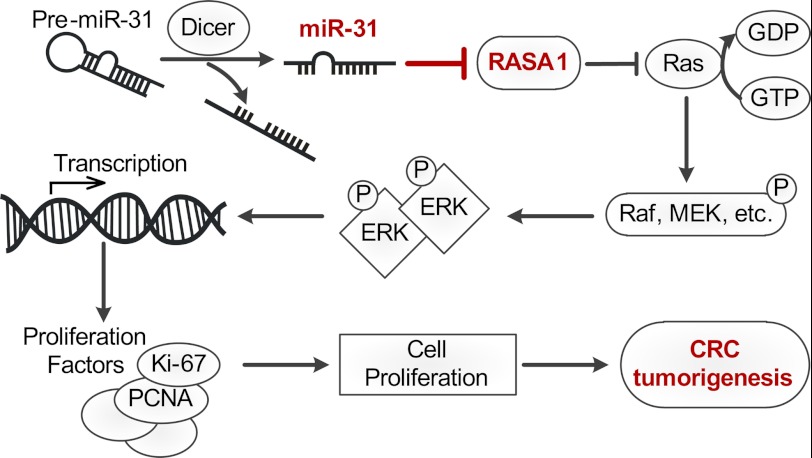 Pre-miR-31
Dicer
miR-31
RASA1
Ras
GDP
GTP
Transcription
P
P
ERK
ERK
P
Raf, MEK, etc.
Proliferation
Factors
Ki-67
PCNA
Cell
Proliferation
CRC
tumorigenesis